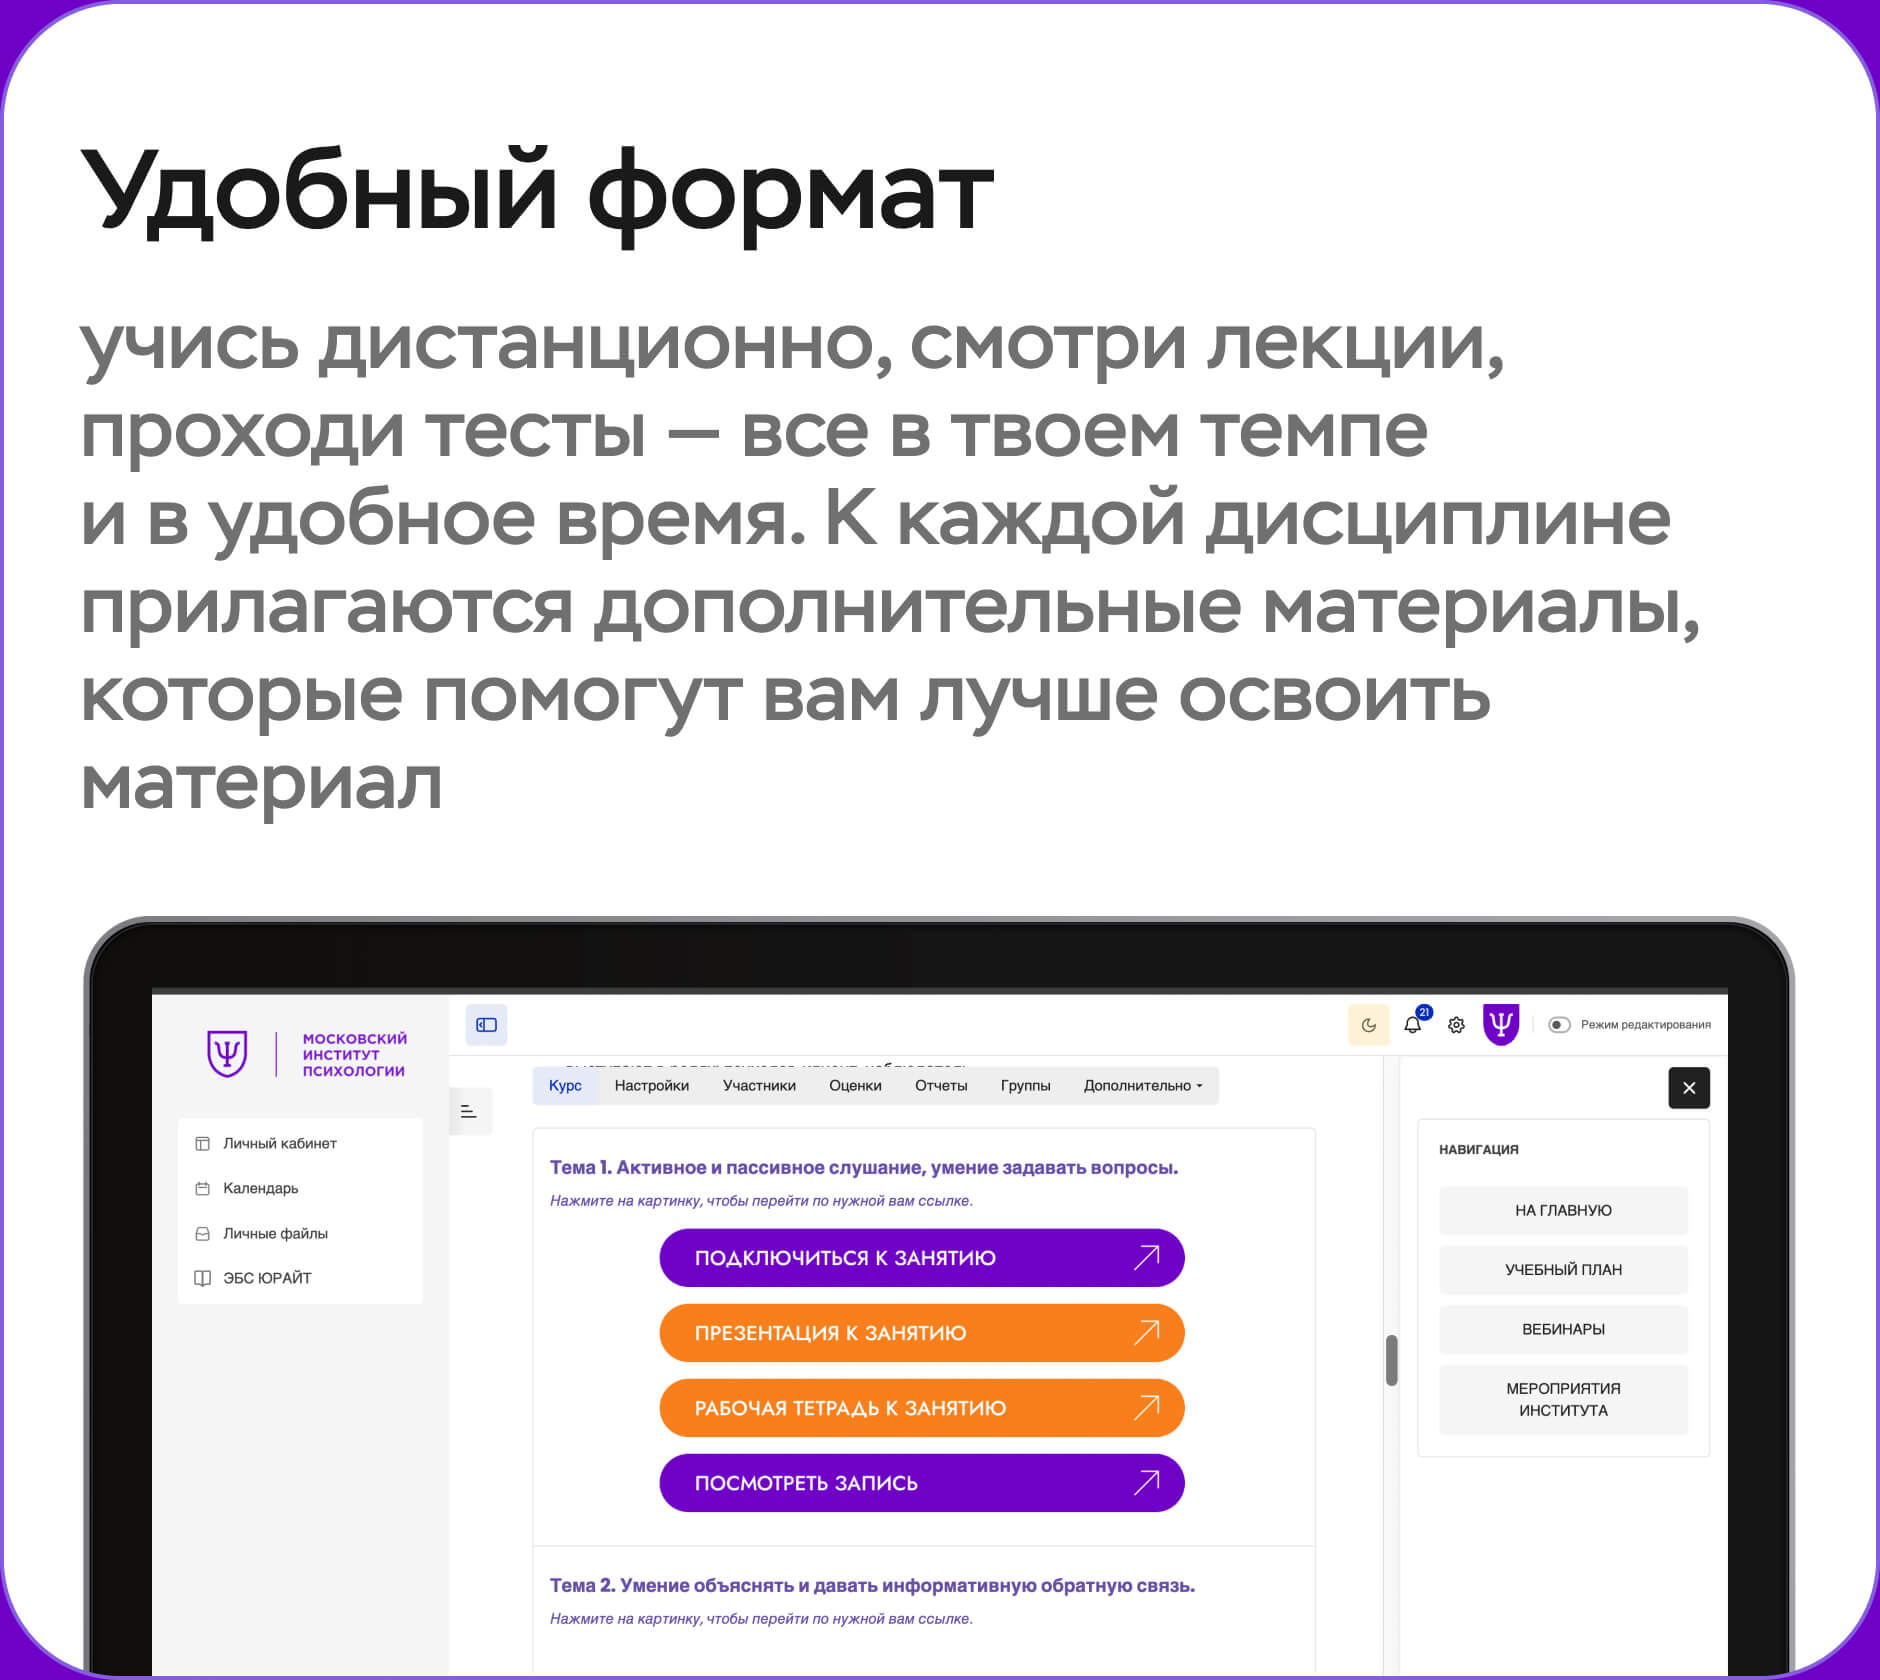 Удобный формат
учись дистанционно, смотри лекции,
проходи тесты — все в твоем темпе
и в удобное время. К каждой дисциплине
прилагаются дополнительные материалы,
которые помогут вам лучше освоить
материал
МОСКОВСКИЙ
ИНСТИТУТ
ПСИХОЛОГИИ
Личный кабинет
Календарь
Личные файлы
ЭБС ЮРАЙТ
21
Режим редактирования
Курс Настройки Участники Оценки Отчеты Группы Дополнительно
Тема 1. Активное и пассивное слушание, умение задавать вопросы.
Нажмите на картинку, чтобы перейти по нужной вам ссылке.
ПОДКЛЮЧИТЬСЯ К ЗАНЯТИЮ
ПРЕЗЕНТАЦИЯ К ЗАНЯТИЮ
РАБОЧАЯ ТЕТРАДЬ К ЗАНЯТИЮ
ПОСМОТРЕТЬ ЗАПИСЬ
Тема 2. Умение объяснять и давать информативную обратную связь.
Нажмите на картинку, чтобы перейти по нужной вам ссылке.
НАВИГАЦИЯ
НА ГЛАВНУЮ
УЧЕБНЫЙ ПЛАН
ВЕБИНАРЫ
МЕРОПРИЯТИЯ
ИНСТИТУТА